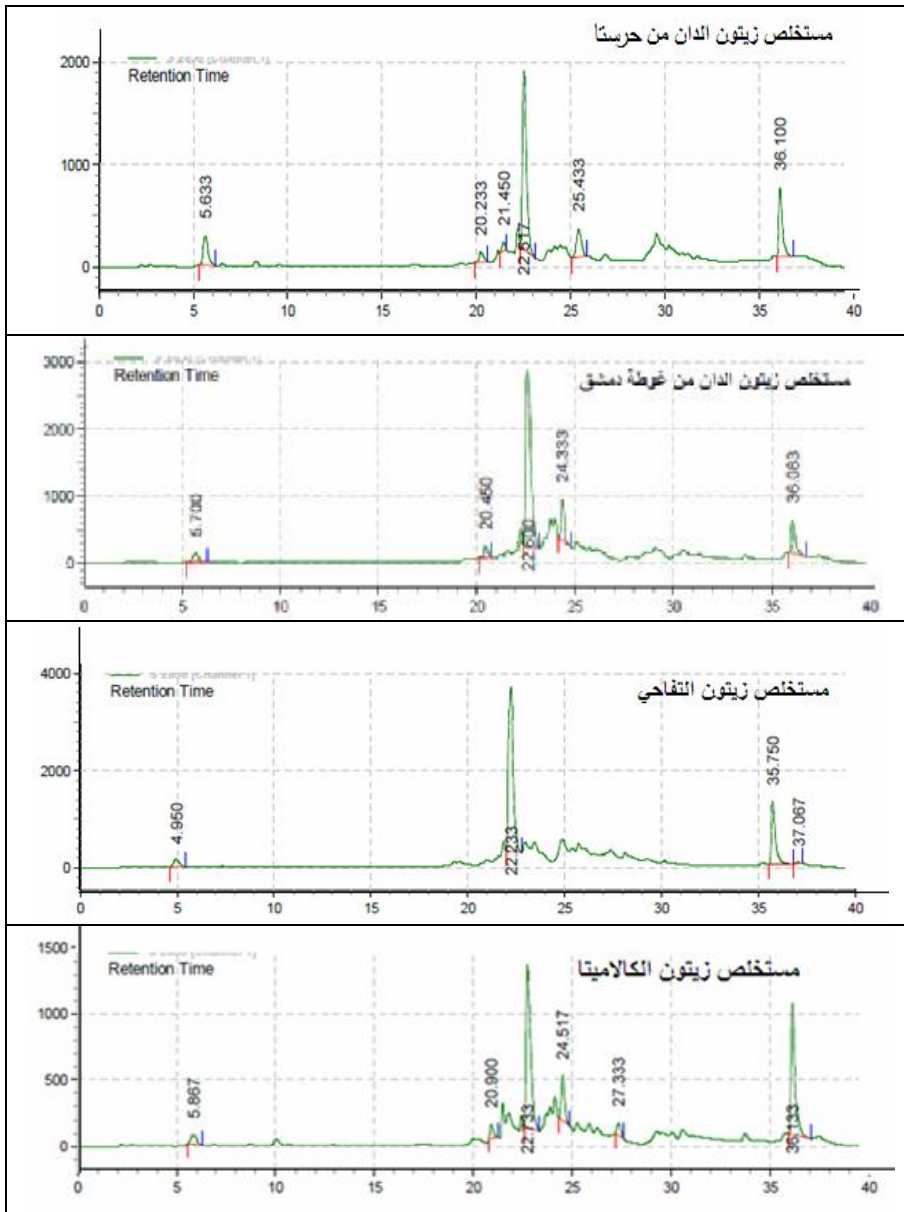 مستخلص زيتون الدان من حرستا
Retention Time
2000
1000
0
5.633
20.233
21.450
22.517
25.433
36.100
0 5 10 15 20 25 30 35 40
مستخلص زيتون الدان من غوطة دمشق
Retention Time
3000
2000
1000
0
5.700
20.450
22.600
24.333
36.083
0 5 10 15 20 25 30 35 40
مستخلص زيتون التفاحي
Retention Time
4000
2000
0
4.950
22.233
35.750
37.067
0 5 10 15 20 25 30 35 40
مستخلص زيتون الكالاميتا
Retention Time
1500
1000
500
0
5.867
20.900
22.733
24.517
27.333
36.133
0 5 10 15 20 25 30 35 40